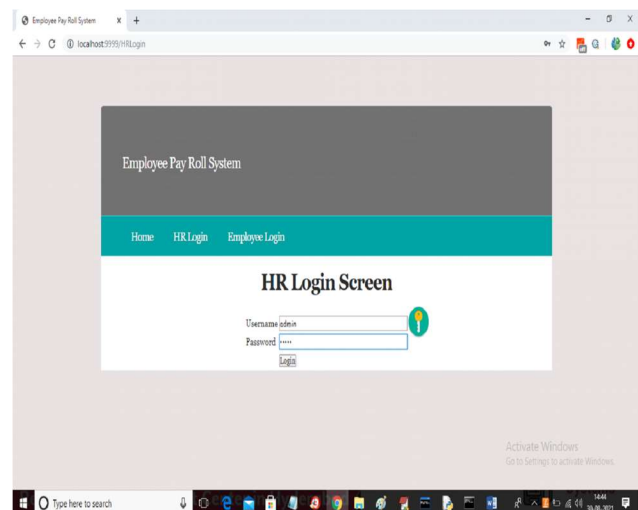 Employee Pay Roll System
localhost:9999/HRLogin
Employee Pay Roll System
Home HR Login Employee Login
HR Login Screen
Username admin
Password •••••
Login
Activate Windows
Go to Settings to activate Windows.
Type here to search
14:44